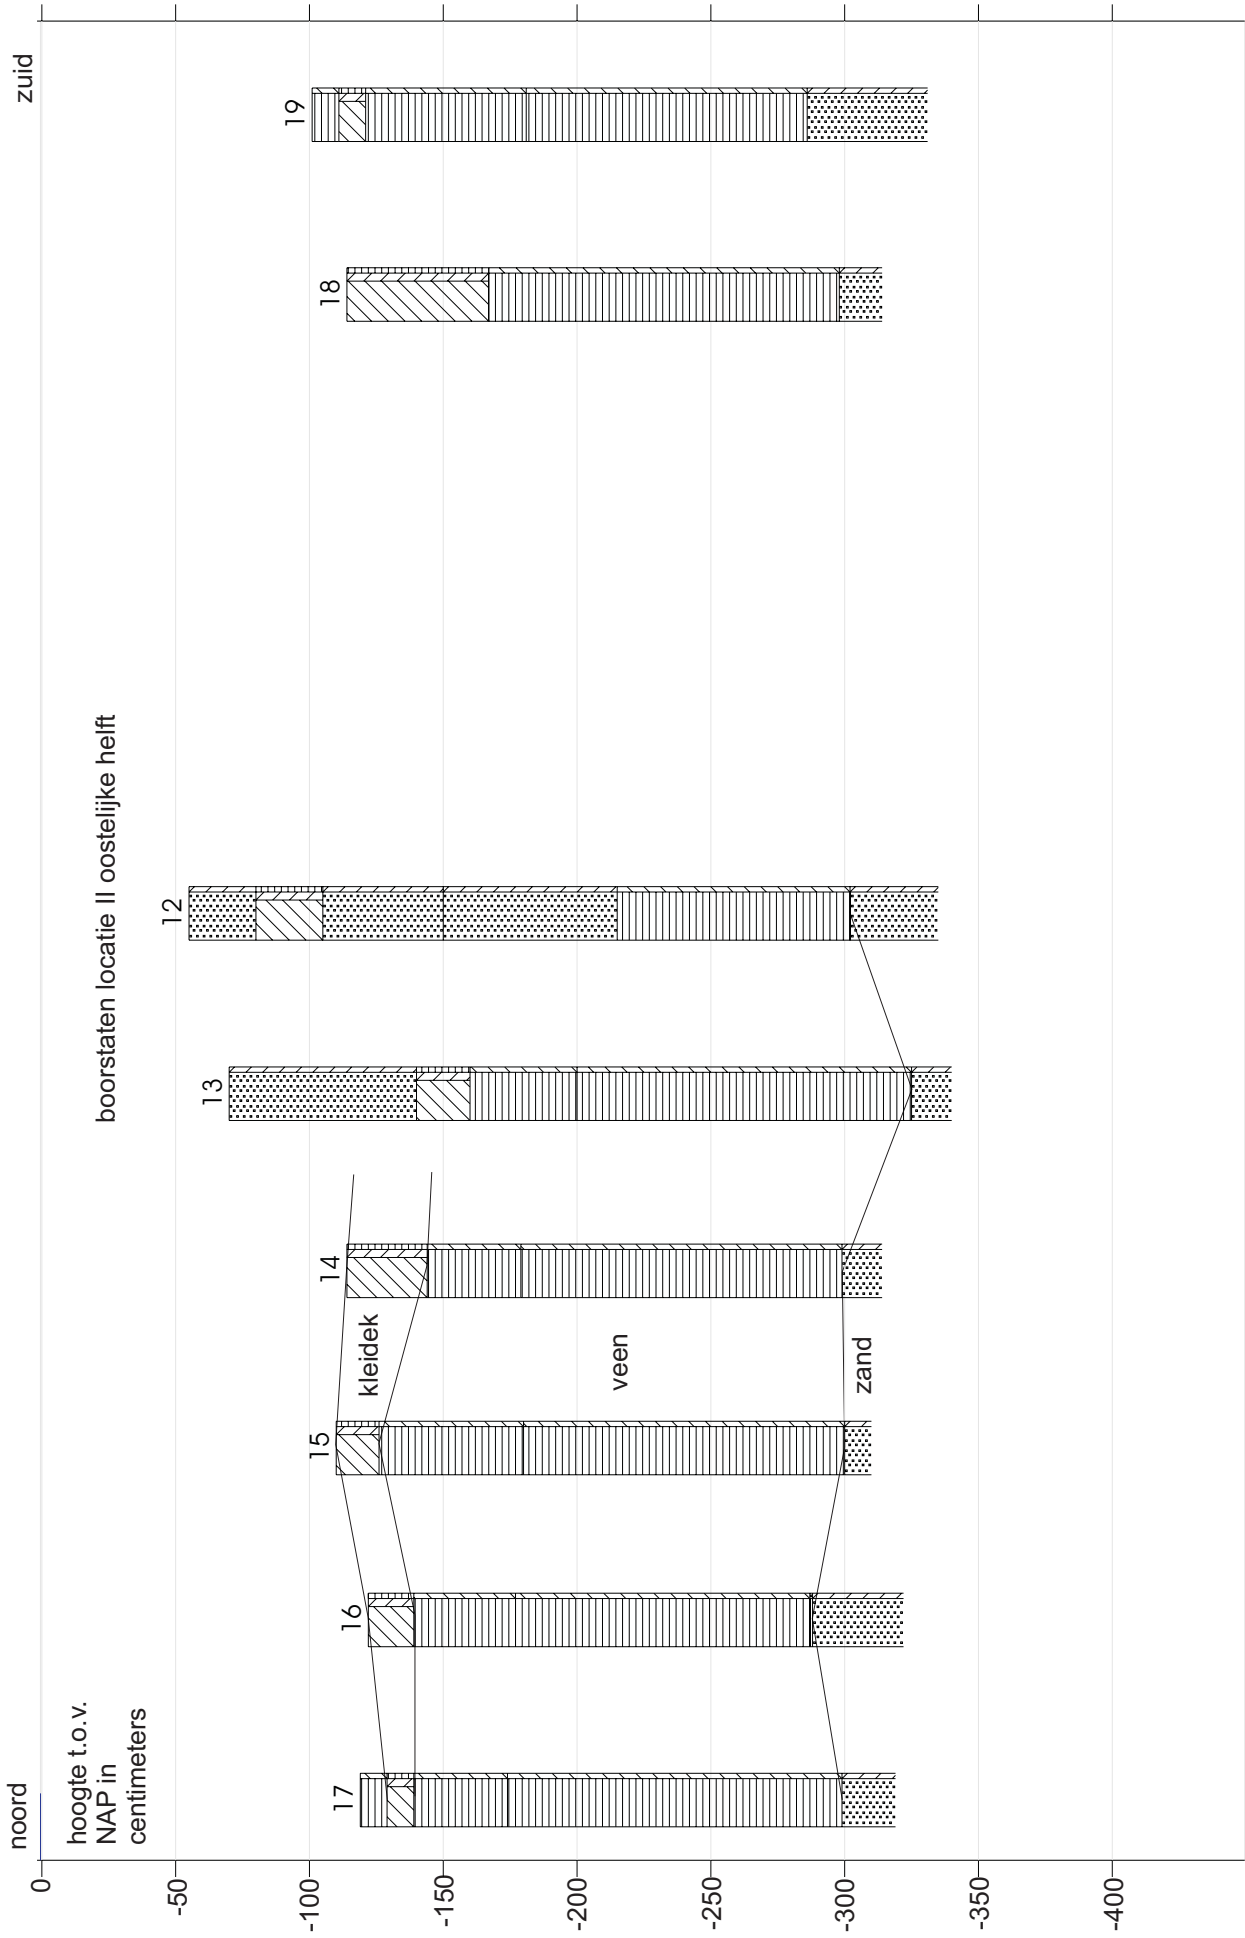 boorstaten locatie II oostelijke helft
noord
zuid
hoogte t.o.v.
NAP in
centimeters
0
-50
-100
-150
-200
-250
-300
-350
-400
17
16
15
14
13
12
18
19
kleidek
veen
zand